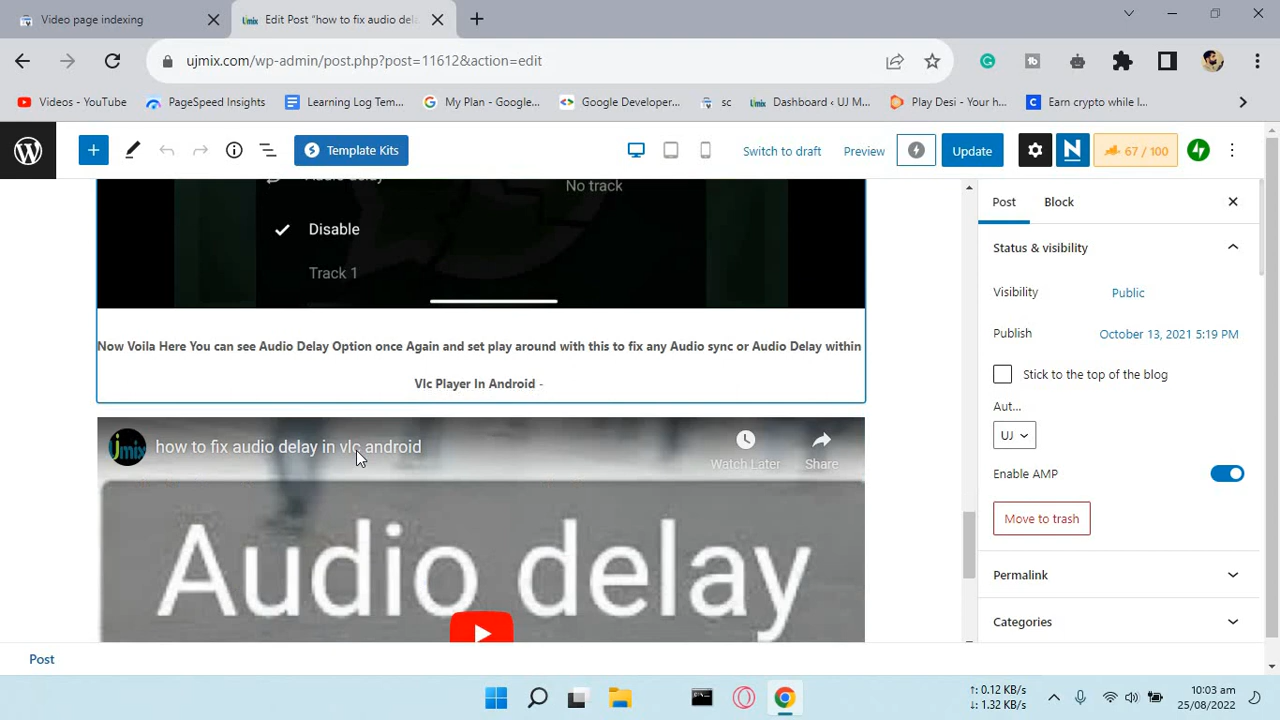 Video page indexing
Edit Post “how to fix audio dela
ujmix.com/wp-admin/post.php?post=11612&action=edit
Videos - YouTube
PageSpeed Insights
Learning Log Temp...
My Plan - Google...
Google Developer...
sc
Dashboard ‹ UJ M...
Play Desi - Your h...
Earn crypto while l...
Template Kits
Switch to draft
Preview
Update
67 / 100
No track
Disable
Track 1
Now Voila Here You can see Audio Delay Option once Again and set play around with this to fix any Audio sync or Audio Delay within
Vlc Player In Android -
ujmix
how to fix audio delay in vlc android
Watch Later
Share
Audio delay
Post
Block
Status & visibility
Visibility
Public
Publish
October 13, 2021 5:19 PM
Stick to the top of the blog
Aut...
UJ
Enable AMP
Move to trash
Permalink
Categories
Post
↑: 0.12 KB/s
↓: 1.32 KB/s
10:03 am
25/08/2022